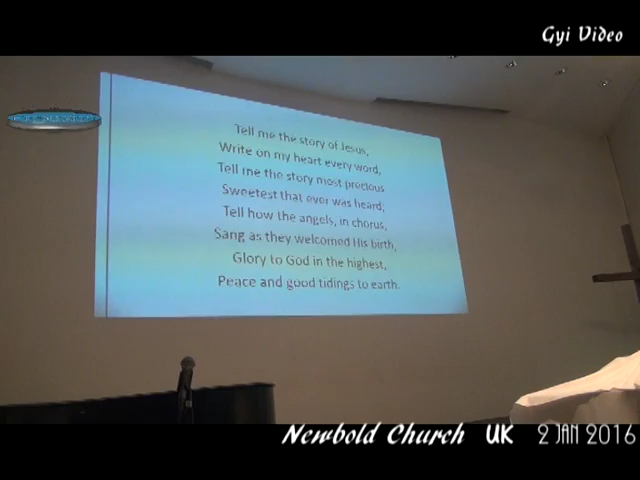 Gyi Video
Tell me the story of Jesus,
Write on my heart every word,
Tell me the story most precious
Sweetest that ever was heard;
Tell how the angels, in chorus,
Sang as they welcomed His birth,
Glory to God in the highest,
Peace and good tidings to earth.
Newbold Church UK 2 JAN 2016